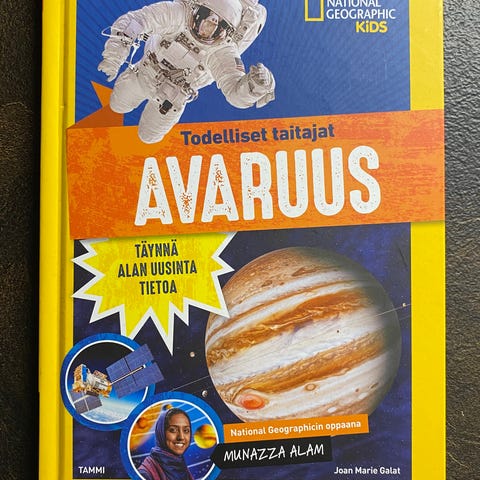 NATIONAL
GEOGRAPHIC
KiDS
Todelliset taitajat
AVARUUS
TÄYNNÄ
ALAN UUSINTA
TIETOA
National Geographicin oppaana
MUNAZZA ALAM
TAMMI
Joan Marie Galat